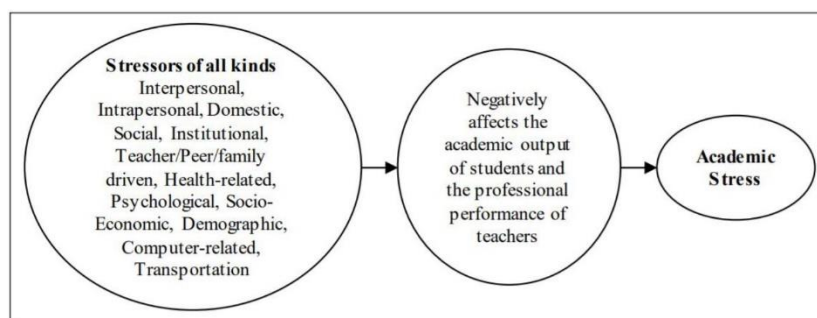 Stressors of all kinds
Interpersonal,
Intrapersonal, Domestic,
Social, Institutional,
Teacher/Peer/family
driven, Health-related,
Psychological, Socio-
Economic, Demographic,
Computer-related,
Transportation
Negatively
affects the
academic output
of students and
the professional
performance of
teachers
Academic
Stress